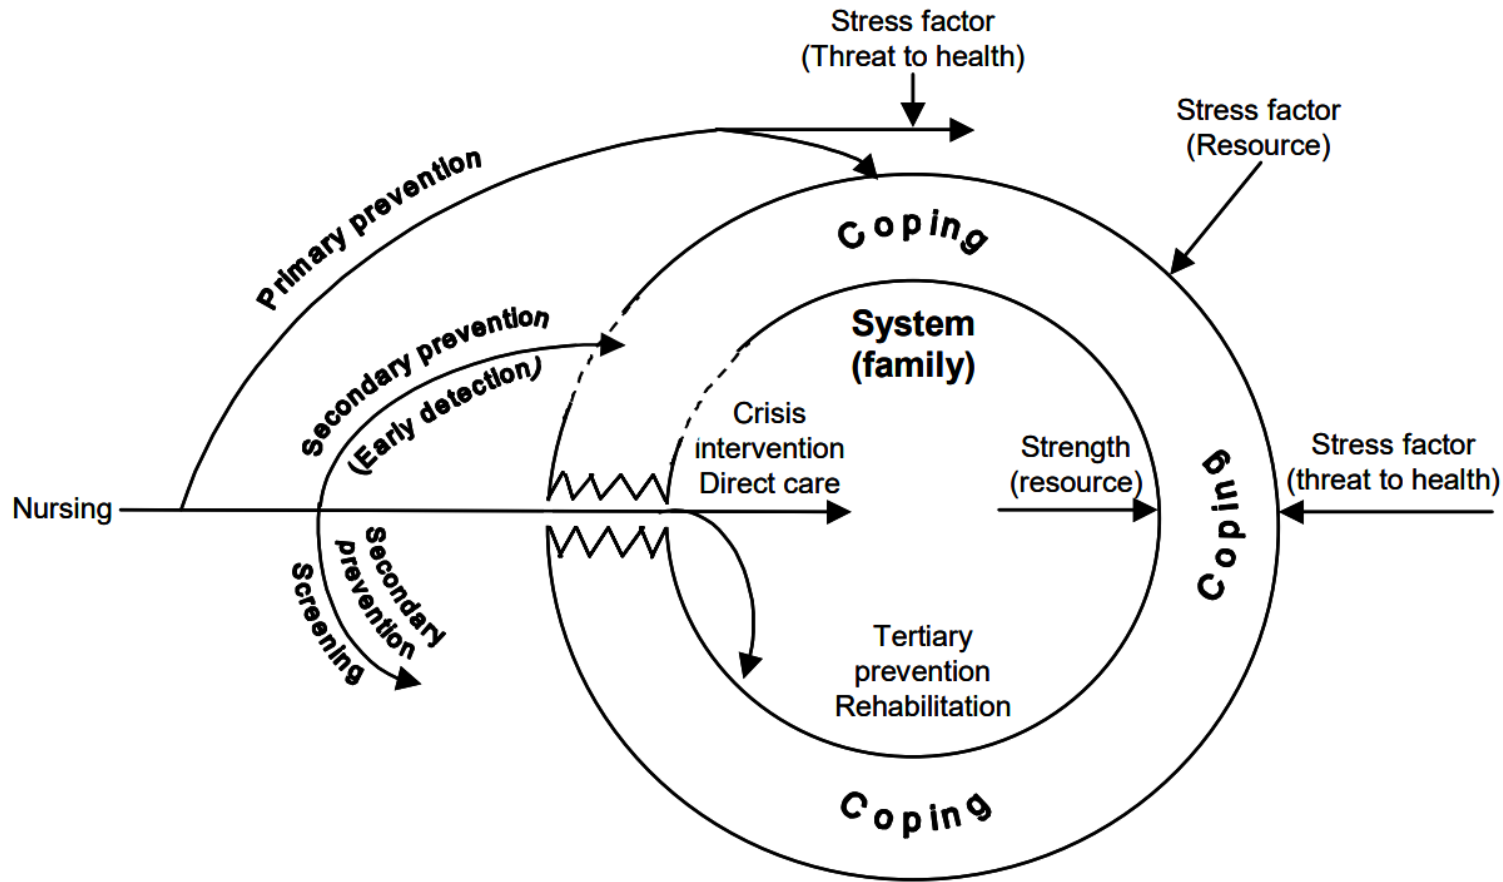 Stress factor
(Threat to health)
Stress factor
(Resource)
Primary prevention
Coping
Secondary prevention
(Early detection)
System
(family)
Crisis
intervention
Direct care
Strength
(resource)
Coping
Stress factor
(threat to health)
Nursing
Secondary
prevention
Screening
Tertiary
prevention
Rehabilitation
Coping